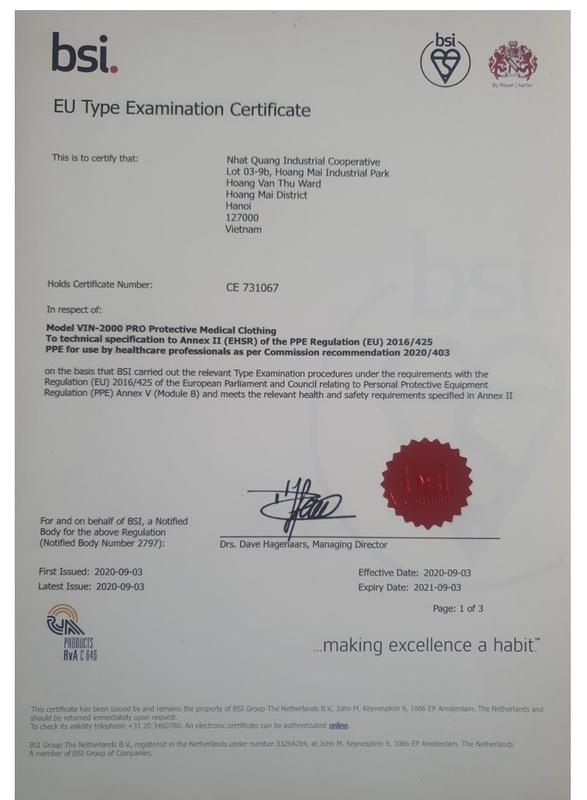 bsi.
bsi
By Royal Charter
EU Type Examination Certificate
This is to certify that:
Nhat Quang Industrial Cooperative
Lot 03-9b, Hoang Mai Industrial Park
Hoang Van Thu Ward
Hoang Mai District
Hanoi
127000
Vietnam
Holds Certificate Number:
CE 731067
In respect of:
Model VIN-2000 PRO Protective Medical Clothing
To technical specification to Annex II (EHSR) of the PPE Regulation (EU) 2016/425
PPE for use by healthcare professionals as per Commission recommendation 2020/403
on the basis that BSI carried out the relevant Type Examination procedures under the requirements with the
Regulation (EU) 2016/425 of the European Parliament and Council relating to Personal Protective Equipment
Regulation (PPE) Annex V (Module B) and meets the relevant health and safety requirements specified in Annex II
bsi
For and on behalf of BSI, a Notified
Body for the above Regulation
(Notified Body Number 2797):
Drs. Dave Hagenaars, Managing Director
First Issued: 2020-09-03
Effective Date: 2020-09-03
Latest Issue: 2020-09-03
Expiry Date: 2021-09-03
Page: 1 of 3
PRODUCTS
RvA C 646
...making excellence a habit.™
This certificate has been issued by and remains the property of BSI Group The Netherlands B.V., John M. Keynesplein 9, 1066 EP Amsterdam, The Netherlands and
should be returned immediately upon request.
To check its validity telephone +31 20 3460780. An electronic certificate can be authenticated online.
BSI Group The Netherlands B.V., registered in the Netherlands under number 33264284, at John M. Keynesplein 9, 1066 EP Amsterdam, The Netherlands
A member of BSI Group of Companies.